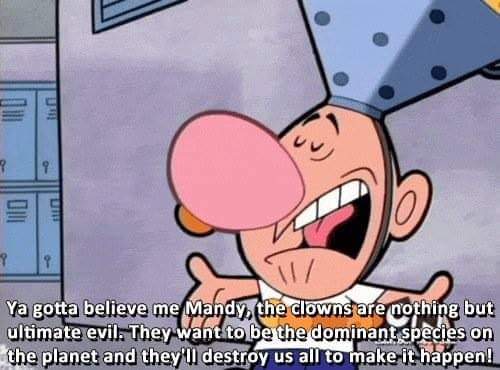 Ya gotta believe me Mandy, the clowns are nothing but
ultimate evil. They want to be the dominant species on
the planet and they'll destroy us all to make it happen!